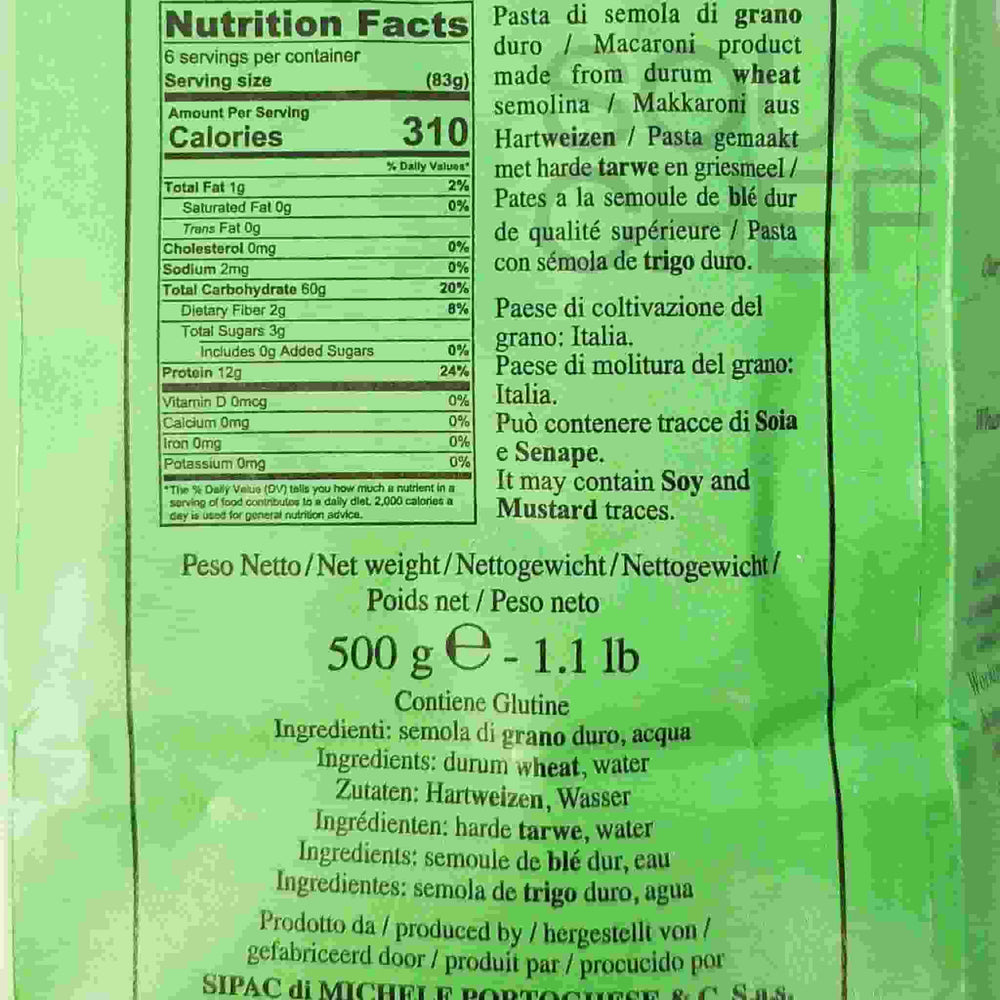 Nutrition Facts
6 servings per container
Serving size (83g)
Amount Per Serving
Calories 310
% Daily Values*
Total Fat 1g 2%
Saturated Fat 0g 0%
Trans Fat 0g
Cholesterol 0mg 0%
Sodium 2mg 0%
Total Carbohydrate 60g 20%
Dietary Fiber 2g 8%
Total Sugars 3g
Includes 0g Added Sugars 0%
Protein 12g 24%
Vitamin D 0mcg 0%
Calcium 0mg 0%
Iron 0mg 0%
Potassium 0mg 0%
*The % Daily Value (DV) tells you how much a nutrient in a
serving of food contributes to a daily diet. 2,000 calories a
day is used for general nutrition advice.
Pasta di semola di grano
duro / Macaroni product
made from durum wheat
semolina / Makkaroni aus
Hartweizen / Pasta gemaakt
met harde tarwe en griesmeel /
Pates a la semoule de blé dur
de qualité supérieure / Pasta
con sémola de trigo duro.
Paese di coltivazione del
grano: Italia.
Paese di molitura del grano:
Italia.
Può contenere tracce di Soia
e Senape.
It may contain Soy and
Mustard traces.
SOUS
CHEF
Peso Netto/Net weight/Nettogewicht/Nettogewicht/
Poids net / Peso neto
500 g e - 1.1 lb
Contiene Glutine
Ingredienti: semola di grano duro, acqua
Ingredients: durum wheat, water
Zutaten: Hartweizen, Wasser
Ingrédienten: harde tarwe, water
Ingredients: semoule de blé dur, eau
Ingredientes: semola de trigo duro, agua
Prodotto da / produced by / hergestellt von /
gefabriceerd door / produit par / procucido por
SIPAC di MICHELE PORTOGHESE & C. S.a.s.